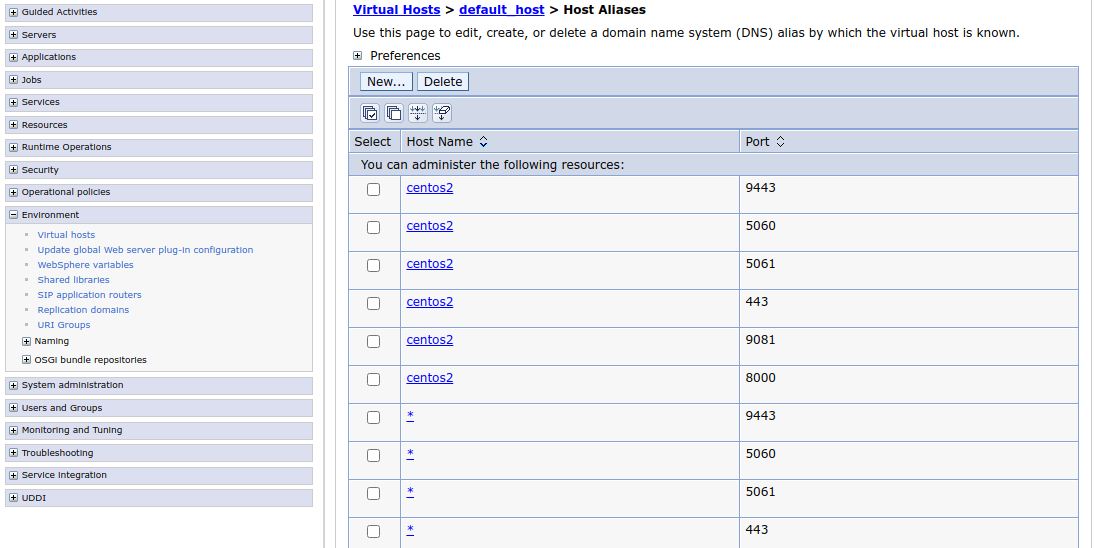 Guided Activities
Servers
Applications
Jobs
Services
Resources
Runtime Operations
Security
Operational policies
Environment
Virtual hosts
Update global Web server plug-in configuration
WebSphere variables
Shared libraries
SIP application routers
Replication domains
URI Groups
Naming
OSGi bundle repositories
System administration
Users and Groups
Monitoring and Tuning
Troubleshooting
Service integration
UDDI
Virtual Hosts > default_host > Host Aliases
Use this page to edit, create, or delete a domain name system (DNS) alias by which the virtual host is known.
Preferences
New... Delete
Select Host Name Port
You can administer the following resources:
centos2 9443
centos2 5060
centos2 5061
centos2 443
centos2 9081
centos2 8000
* 9443
* 5060
* 5061
* 443